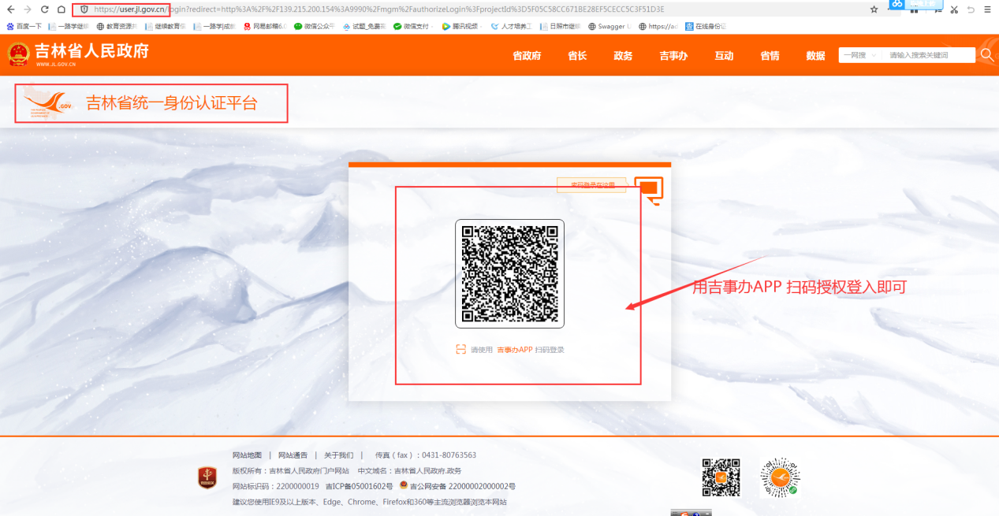 https://user.jl.gov.cn/login?redirect=http%3A%2F%2F139.215.200.154%3A9990%2Fmgm%2FauthorizeLogin%3FprojectId%3D5F05C58CC671BE28EF5CECC5C3F51D3E
百度一下 一路学继续 教育资源共 继续教育 一路学|成 网易邮箱6. 微信公众平 试题_免费 微信支付 - 腾讯视频 人才培养工 日照市继续 Swagger U https://ad 在线身份证
吉林省人民政府
WWW.JL.GOV.CN
省政府 省长 政务 吉事办 互动 省情 数据 一网搜 请输入搜索关键词
.GOV 吉林省统一身份认证平台
密码登录在这里
用吉事办APP 扫码授权登入即可
请使用 吉事办APP 扫码登录
网站地图 | 网站通告 | 关于我们 | 传真（fax）：0431-80763563
版权所有：吉林省人民政府门户网站 中文域名：吉林省人民政府.政务
网站标识码：2200000019 吉ICP备05001602号 吉公网安备 22000002000002号
建议您使用IE9及以上版本、Edge、Chrome、Firefox和360等主流浏览器浏览本网站